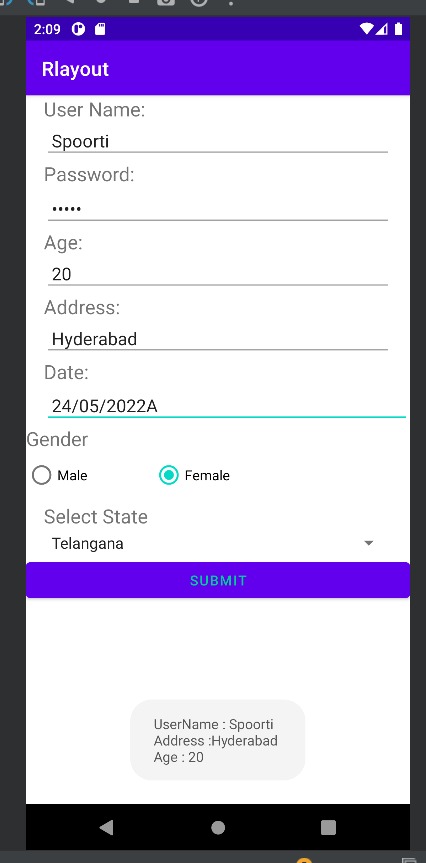 2:09
Rlayout
User Name:
Spoorti
Password:
•••••
Age:
20
Address:
Hyderabad
Date:
24/05/2022A
Gender
Male Female
Select State
Telangana
SUBMIT
UserName : Spoorti
Address :Hyderabad
Age : 20